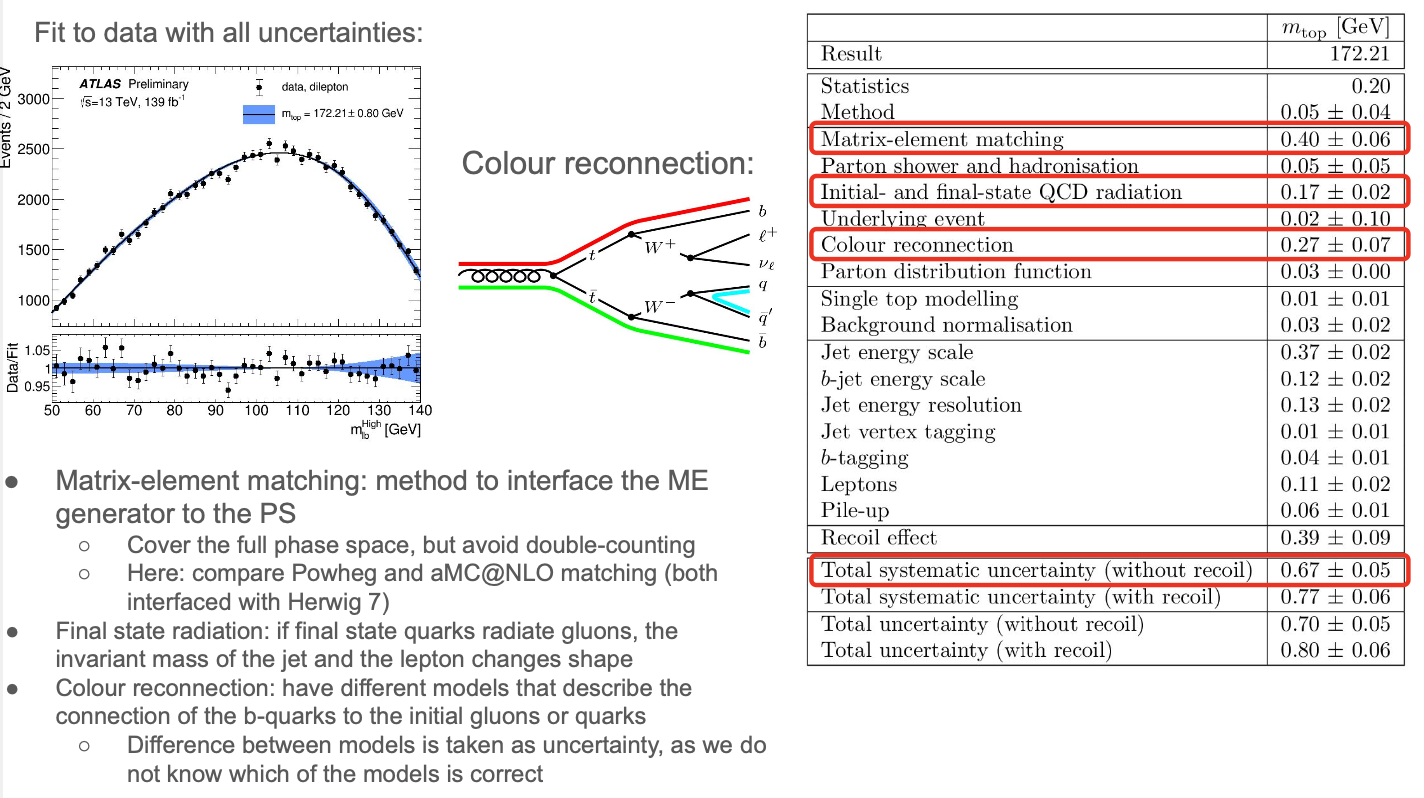 Fit to data with all uncertainties:
Events / 2 GeV
3000
2500
2000
1500
1000
ATLAS Preliminary
√s=13 TeV, 139 fb⁻¹
data, dilepton
m_top = 172.21± 0.80 GeV
Data/Fit
1.05
1
0.95
50 60 70 80 90 100 110 120 130 140
m_lb^High [GeV]
Colour reconnection:
t
t̄
W⁺
W⁻
b
ℓ⁺
ν_ℓ
q
q̄′
b̄
● Matrix-element matching: method to interface the ME
generator to the PS
○ Cover the full phase space, but avoid double-counting
○ Here: compare Powheg and aMC@NLO matching (both
interfaced with Herwig 7)
● Final state radiation: if final state quarks radiate gluons, the
invariant mass of the jet and the lepton changes shape
● Colour reconnection: have different models that describe the
connection of the b-quarks to the initial gluons or quarks
○ Difference between models is taken as uncertainty, as we do
not know which of the models is correct
m_top [GeV]
Result 172.21
Statistics 0.20
Method 0.05 ± 0.04
Matrix-element matching 0.40 ± 0.06
Parton shower and hadronisation 0.05 ± 0.05
Initial- and final-state QCD radiation 0.17 ± 0.02
Underlying event 0.02 ± 0.10
Colour reconnection 0.27 ± 0.07
Parton distribution function 0.03 ± 0.00
Single top modelling 0.01 ± 0.01
Background normalisation 0.03 ± 0.02
Jet energy scale 0.37 ± 0.02
b-jet energy scale 0.12 ± 0.02
Jet energy resolution 0.13 ± 0.02
Jet vertex tagging 0.01 ± 0.01
b-tagging 0.04 ± 0.01
Leptons 0.11 ± 0.02
Pile-up 0.06 ± 0.01
Recoil effect 0.39 ± 0.09
Total systematic uncertainty (without recoil) 0.67 ± 0.05
Total systematic uncertainty (with recoil) 0.77 ± 0.06
Total uncertainty (without recoil) 0.70 ± 0.05
Total uncertainty (with recoil) 0.80 ± 0.06